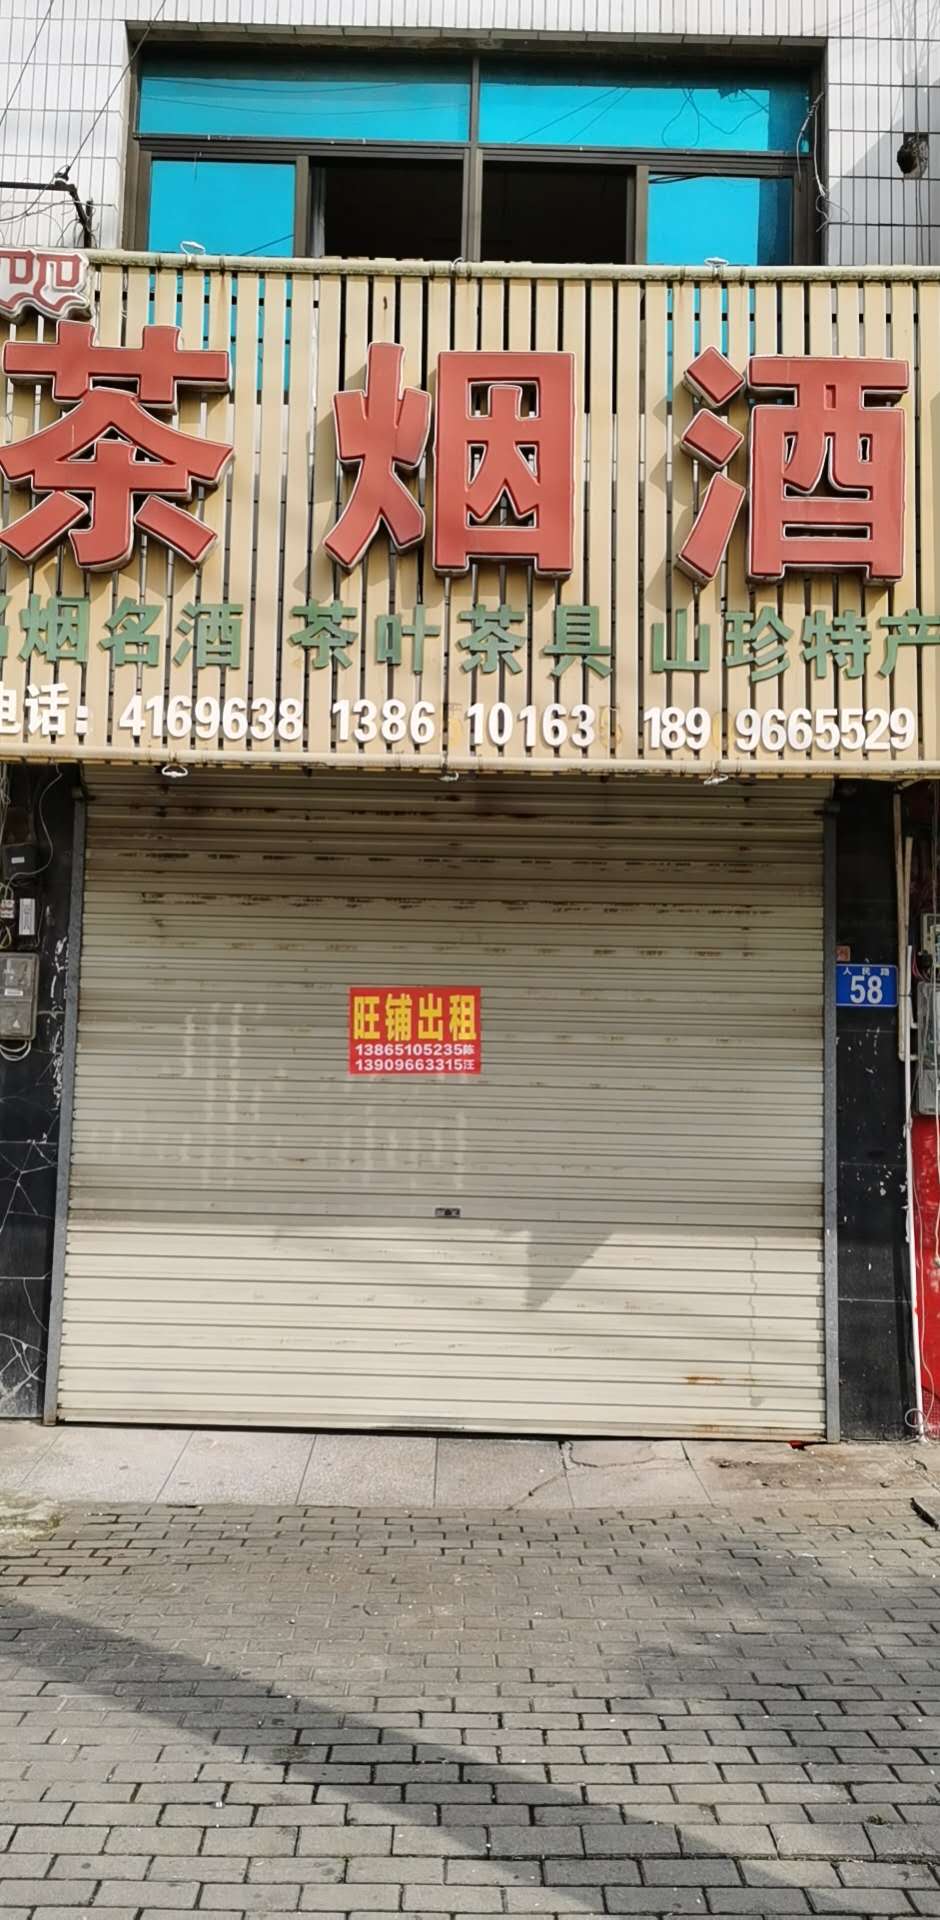 茶烟酒
名烟名酒 茶叶茶具 山珍特产
电话: 4169638 1386 10163 189 9665529
人民路
58
旺铺出租
13865105235陈
13909663315汪